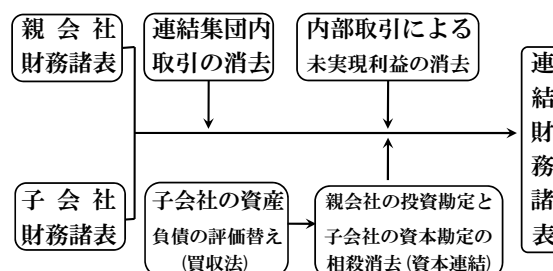 親会社
財務諸表
連結集団内
取引の消去
内部取引による
未実現利益の消去
連結財務諸表
子会社
財務諸表
子会社の資産
負債の評価替え
(買収法)
親会社の投資勘定と
子会社の資本勘定の
相殺消去(資本連結)